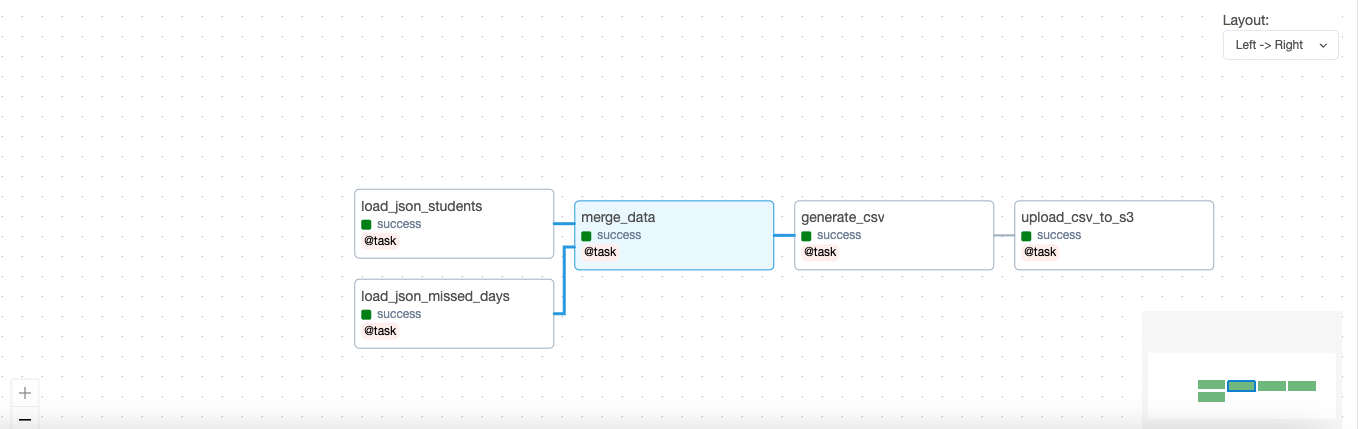 Layout:
Left -> Right
load_json_students
success
@task
load_json_missed_days
success
@task
merge_data
success
@task
generate_csv
success
@task
upload_csv_to_s3
success
@task